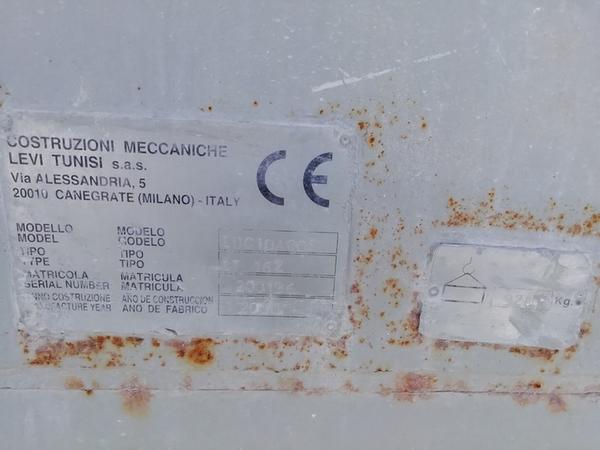 COSTRUZIONI MECCANICHE
LEVI TUNISI s.a.s.
Via ALESSANDRIA, 5
20010 CANEGRATE (MILANO) - ITALY
CE
MODELLO MODELO
MODEL CODELO
TIPO TIPO
TYPE TIPO
MATRICOLA MATRICULA
SERIAL NUMBER MATRICULA
ANNO COSTRUZIONE AÑO DE CONSTRUCCION
MANUFACTURE YEAR ANO DE FABRICO
Kg.